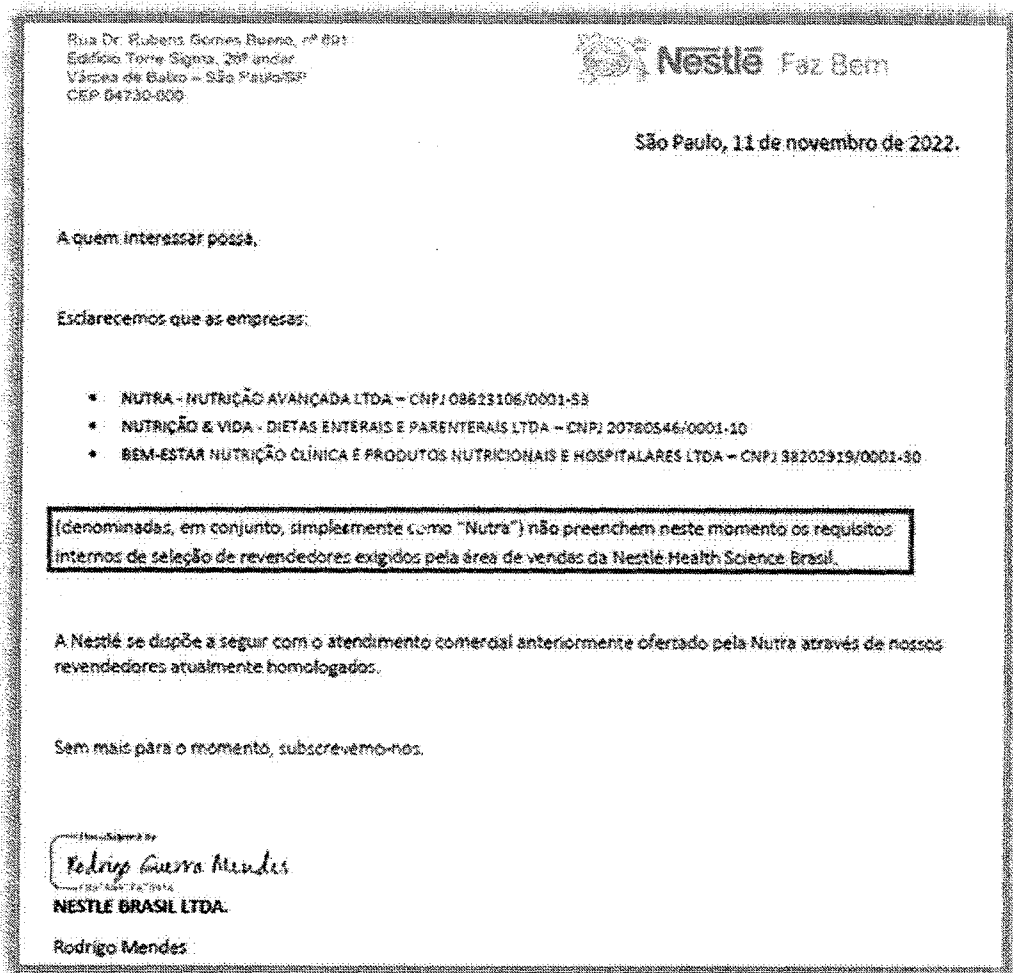 Rua Dr. Rubens Gomes Bueno, nº 691
Edifício Torre Sigma, 20º andar
Várzea de Baixo – São Paulo/SP
CEP 04730-000
Nestlé Faz Bem
São Paulo, 11 de novembro de 2022.
A quem interessar possa,
Esclarecemos que as empresas:
• NUTRA - NUTRIÇÃO AVANÇADA LTDA – CNPJ 08623106/0001-53
• NUTRIÇÃO & VIDA - DIETAS ENTERAIS E PARENTERAIS LTDA – CNPJ 20780546/0001-10
• BEM-ESTAR NUTRIÇÃO CLÍNICA E PRODUTOS NUTRICIONAIS E HOSPITALARES LTDA – CNPJ 38202919/0001-30
(denominadas, em conjunto, simplesmente como "Nutra") não preenchem neste momento os requisitos
internos de seleção de revendedores exigidos pela área de vendas da Nestlé Health Science Brasil.
A Nestlé se dispõe a seguir com o atendimento comercial anteriormente ofertado pela Nutra através de nossos
revendedores atualmente homologados.
Sem mais para o momento, subscrevemo-nos.
Rodrigo Guerra Mendes
NESTLE BRASIL LTDA.
Rodrigo Mendes